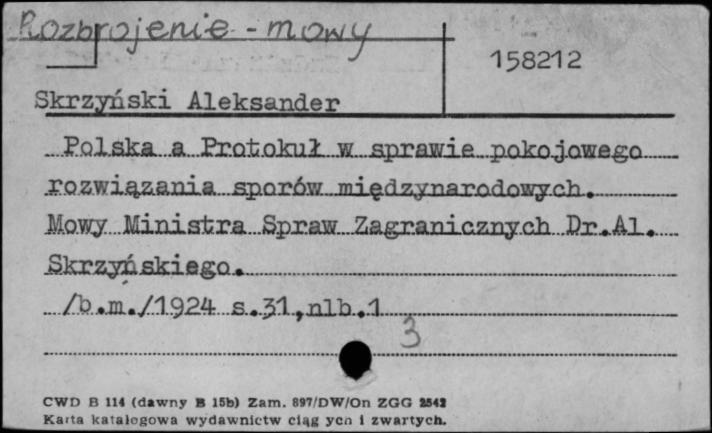 Rozbrojenie - mowy
158212
Skrzyński Aleksander
Polska a Protokuł w sprawie pokojowego
rozwiązania sporów międzynarodowych.
Mowy Ministra Spraw Zagranicznych Dr.Al.
Skrzyńskiego.
/b.m./1924 s.31,nlb.1
3
CWD B 114 (dawny B 15b) Zam. 897/DW/On ZGG 2542
Karta katalogowa wydawnictw ciąg ych i zwartych.